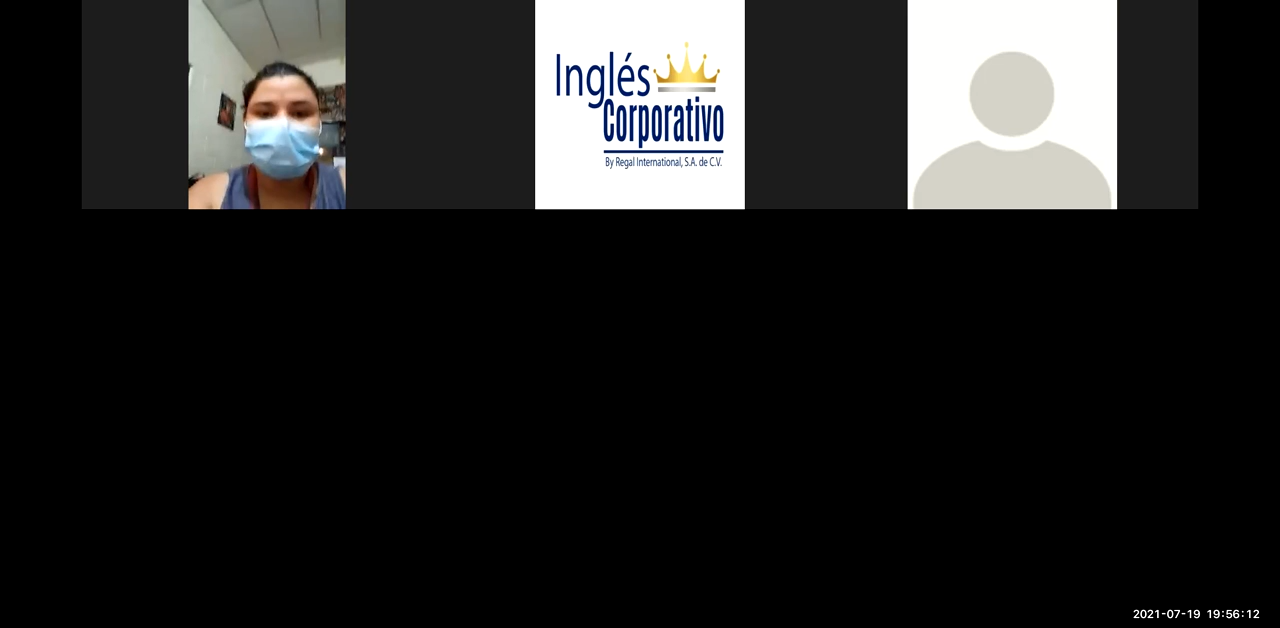 Inglés
Corporativo
By Regal International, S.A. de C.V.
2021-07-19 19:56:12